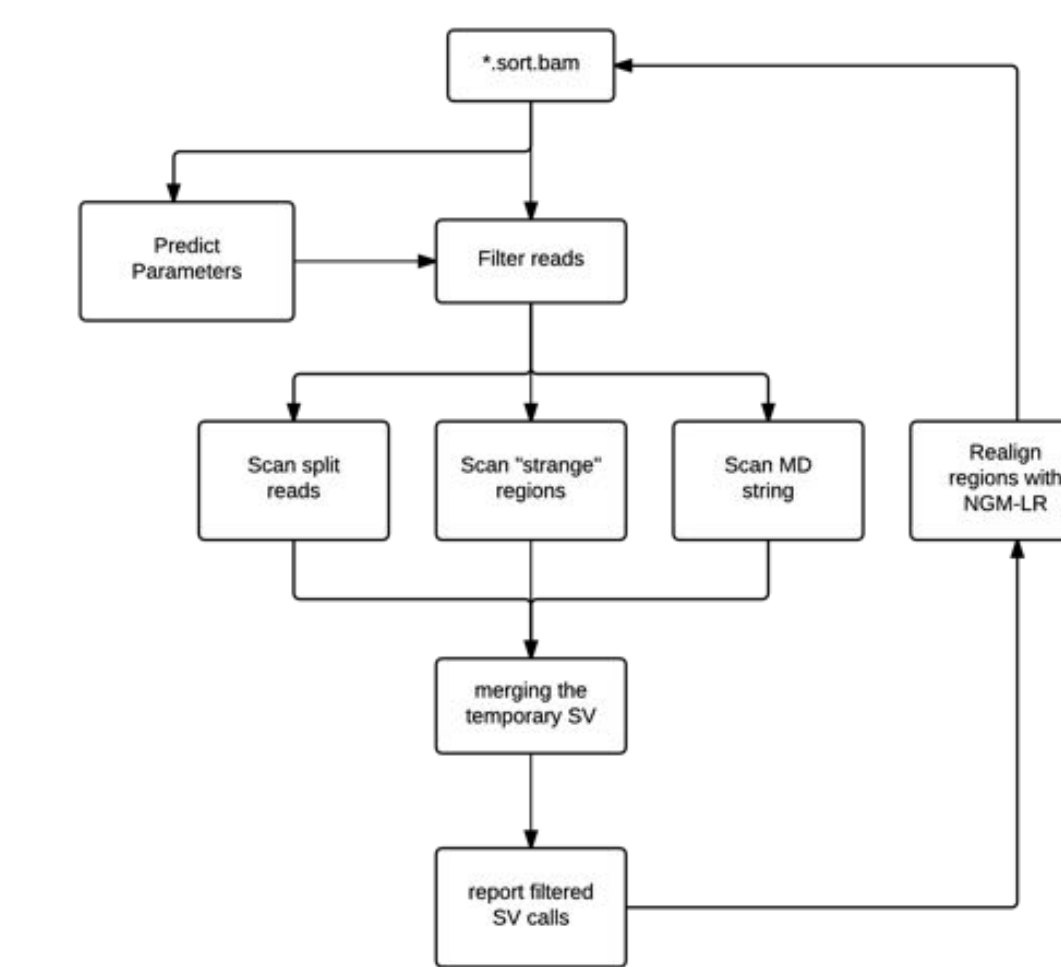 *.sort.bam
Predict
Parameters
Filter reads
Scan split
reads
Scan "strange"
regions
Scan MD
string
Realign
regions with
NGM-LR
merging the
temporary SV
report filtered
SV calls